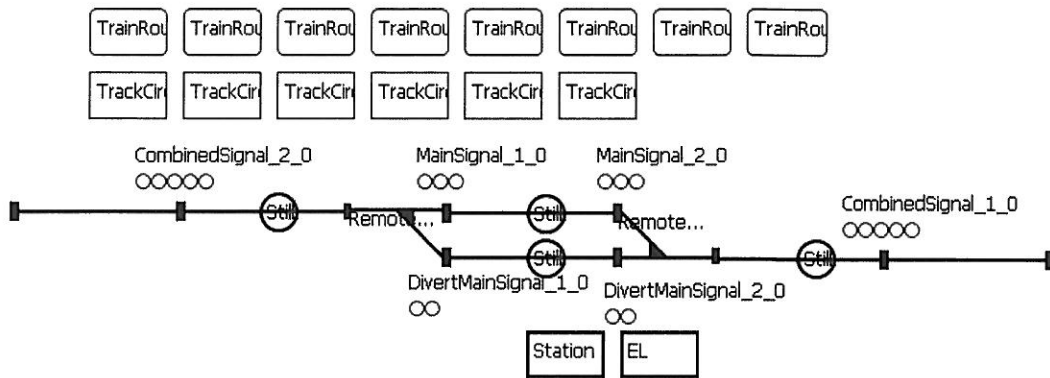 TrainRou TrainRou TrainRou TrainRou TrainRou TrainRou TrainRou TrainRou
TrackCir TrackCir TrackCir TrackCir TrackCir TrackCir
CombinedSignal_2_0 MainSignal_1_0 MainSignal_2_0
CombinedSignal_1_0
Still Still
Remote... Remote...
Still Still
DivertMainSignal_1_0 DivertMainSignal_2_0
Station EL